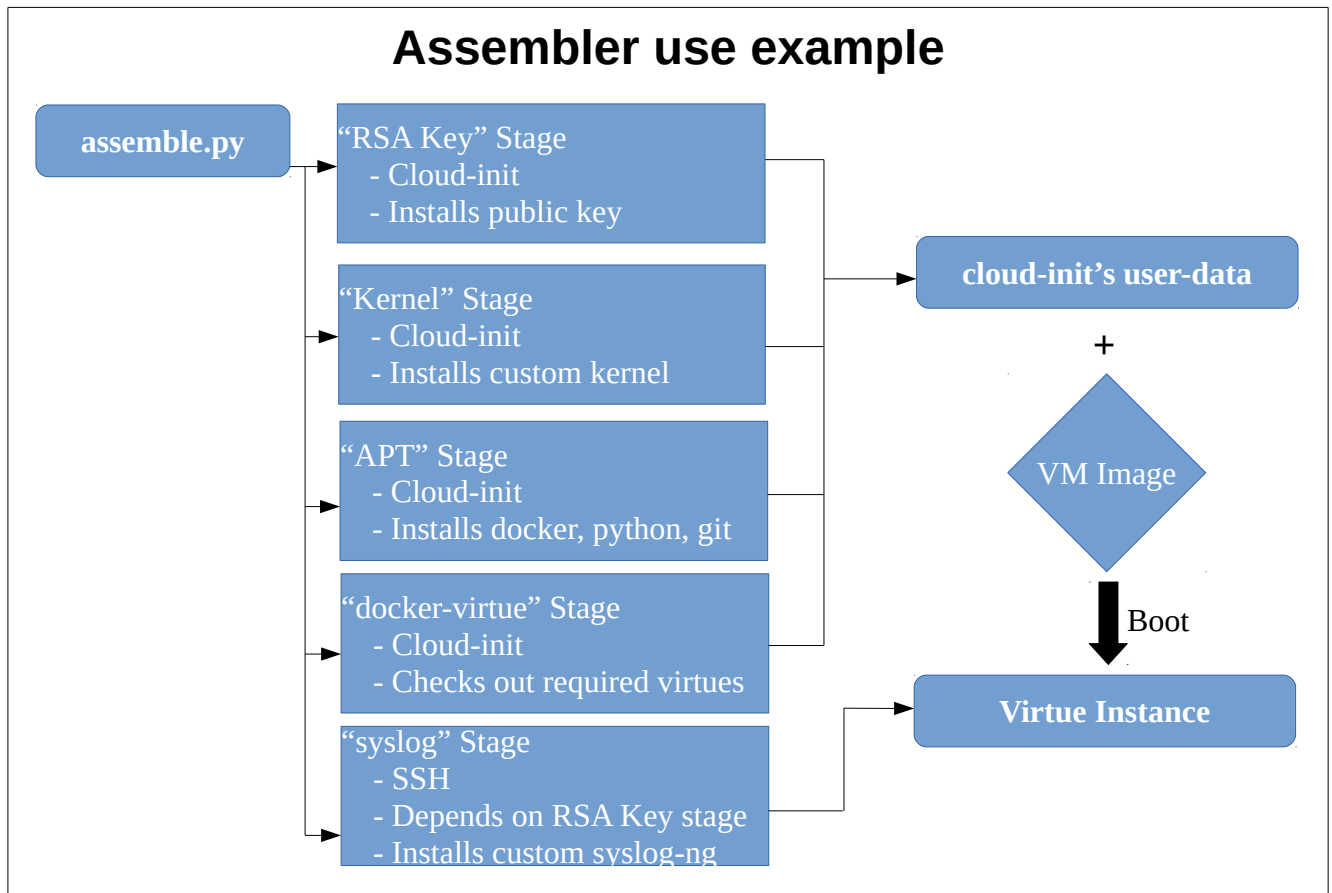 Assembler use example
assemble.py
“RSA Key” Stage
- Cloud-init
- Installs public key
“Kernel” Stage
- Cloud-init
- Installs custom kernel
“APT” Stage
- Cloud-init
- Installs docker, python, git
“docker-virtue” Stage
- Cloud-init
- Checks out required virtues
“syslog” Stage
- SSH
- Depends on RSA Key stage
- Installs custom syslog-ng
cloud-init’s user-data
+
VM Image
Boot
Virtue Instance